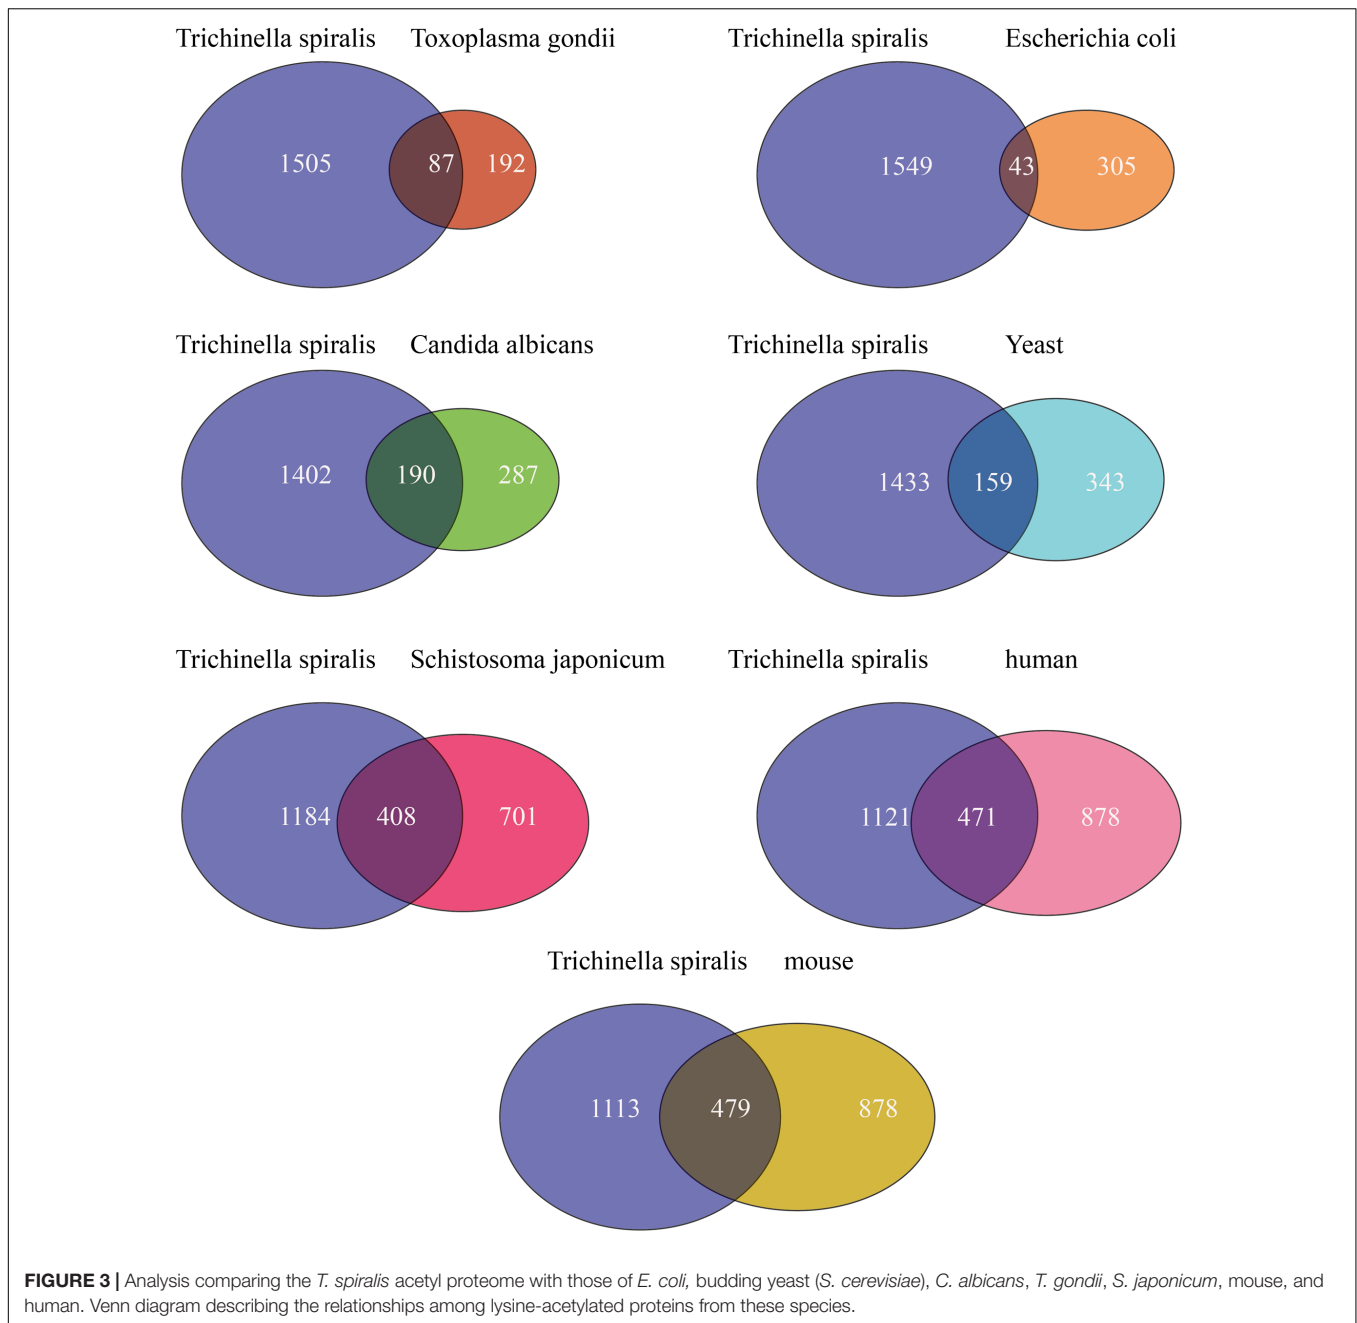 Trichinella spiralis Toxoplasma gondii
Trichinella spiralis Escherichia coli
1505 87 192
1549 43 305
Trichinella spiralis Candida albicans
Trichinella spiralis Yeast
1402 190 287
1433 159 343
Trichinella spiralis Schistosoma japonicum
Trichinella spiralis human
1184 408 701
1121 471 878
Trichinella spiralis mouse
1113 479 878
FIGURE 3 | Analysis comparing the T. spiralis acetyl proteome with those of E. coli, budding yeast (S. cerevisiae), C. albicans, T. gondii, S. japonicum, mouse, and
human. Venn diagram describing the relationships among lysine-acetylated proteins from these species.